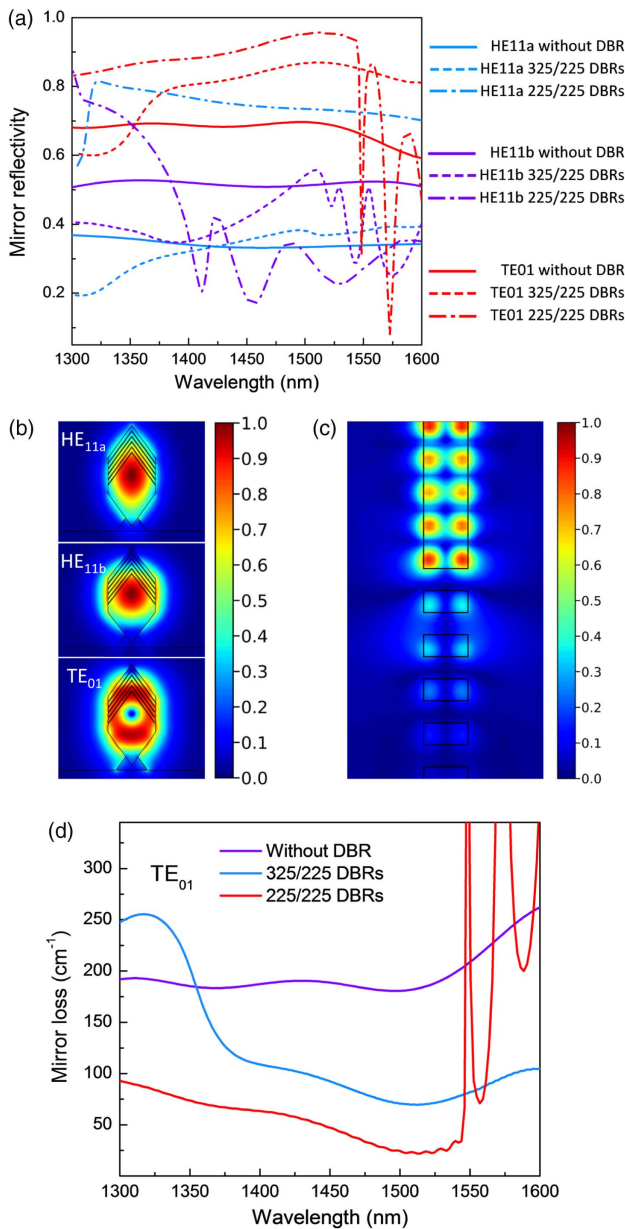 (a)
1.0
0.8
0.6
0.4
0.2
Mirror reflectivity
1300 1350 1400 1450 1500 1550 1600
Wavelength (nm)
HE11a without DBR
HE11a 325/225 DBRs
HE11a 225/225 DBRs
HE11b without DBR
HE11b 325/225 DBRs
HE11b 225/225 DBRs
TE01 without DBR
TE01 325/225 DBRs
TE01 225/225 DBRs
(b)
HE11a
HE11b
TE01
1.0
0.9
0.8
0.7
0.6
0.5
0.4
0.3
0.2
0.1
0.0
(c)
1.0
0.9
0.8
0.7
0.6
0.5
0.4
0.3
0.2
0.1
0.0
(d)
TE01
Without DBR
325/225 DBRs
225/225 DBRs
300
250
200
150
100
50
Mirror loss (cm-1)
1300 1350 1400 1450 1500 1550 1600
Wavelength (nm)